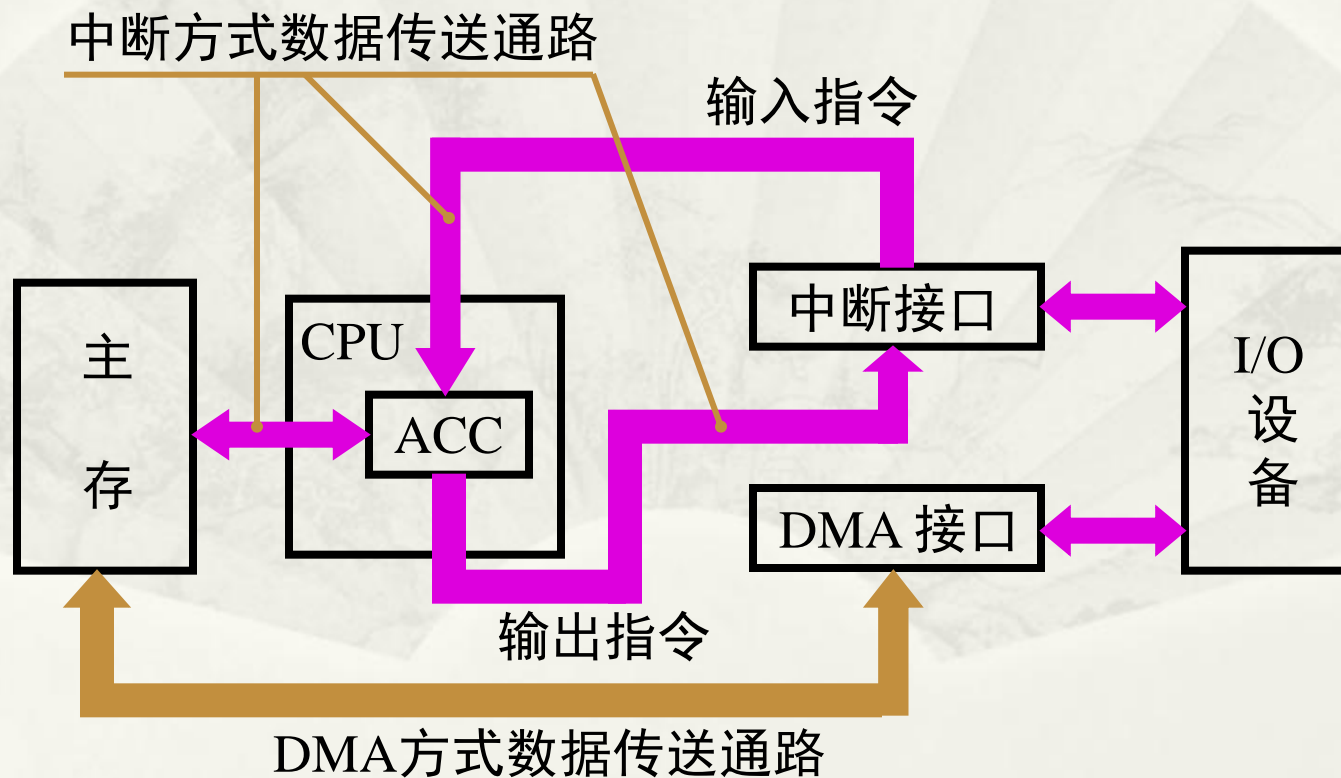 中断方式数据传送通路
输入指令
中断接口
CPU
主
存
ACC
I/O
设
备
DMA 接口
输出指令
DMA方式数据传送通路